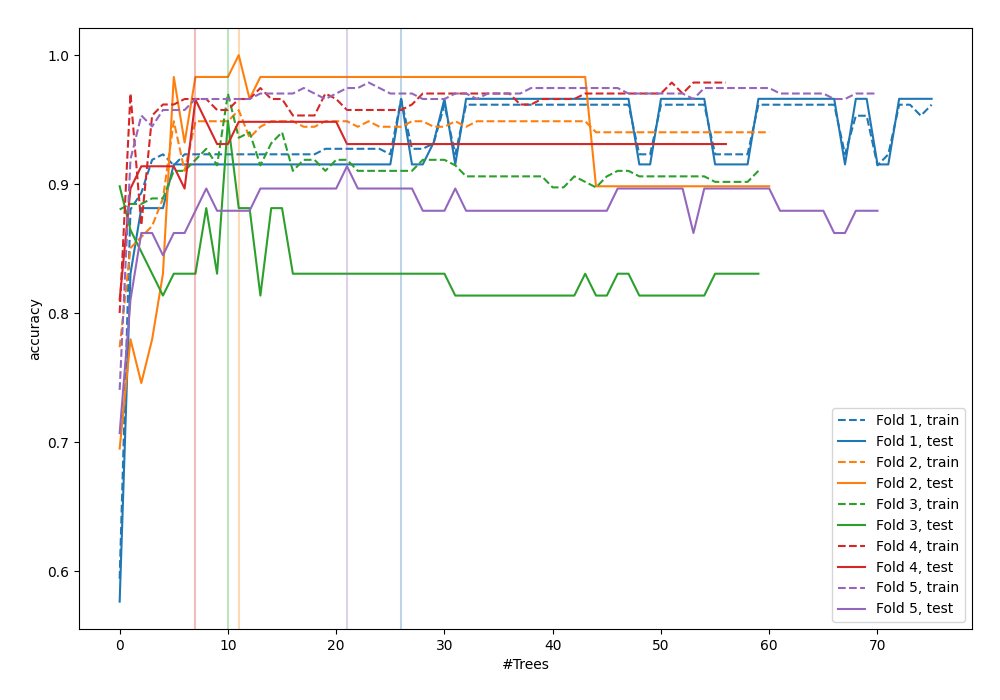 1.0
0.9
0.8
0.7
0.6
accuracy
0
10
20
30
40
50
60
70
#Trees
Fold 1, train
Fold 1, test
Fold 2, train
Fold 2, test
Fold 3, train
Fold 3, test
Fold 4, train
Fold 4, test
Fold 5, train
Fold 5, test